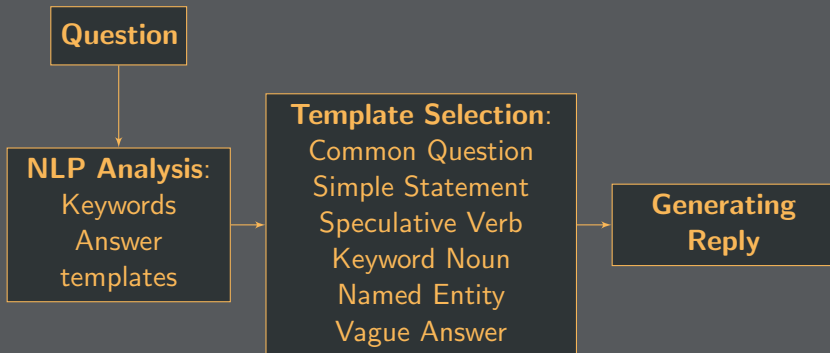 Question
NLP Analysis:
Keywords
Answer
templates
Template Selection:
Common Question
Simple Statement
Speculative Verb
Keyword Noun
Named Entity
Vague Answer
Generating
Reply